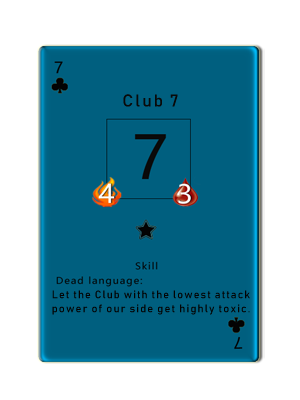 7
Club 7
7
4 3
Skill
Dead language:
Let the Club with the lowest attack
power of our side get highly toxic.
7